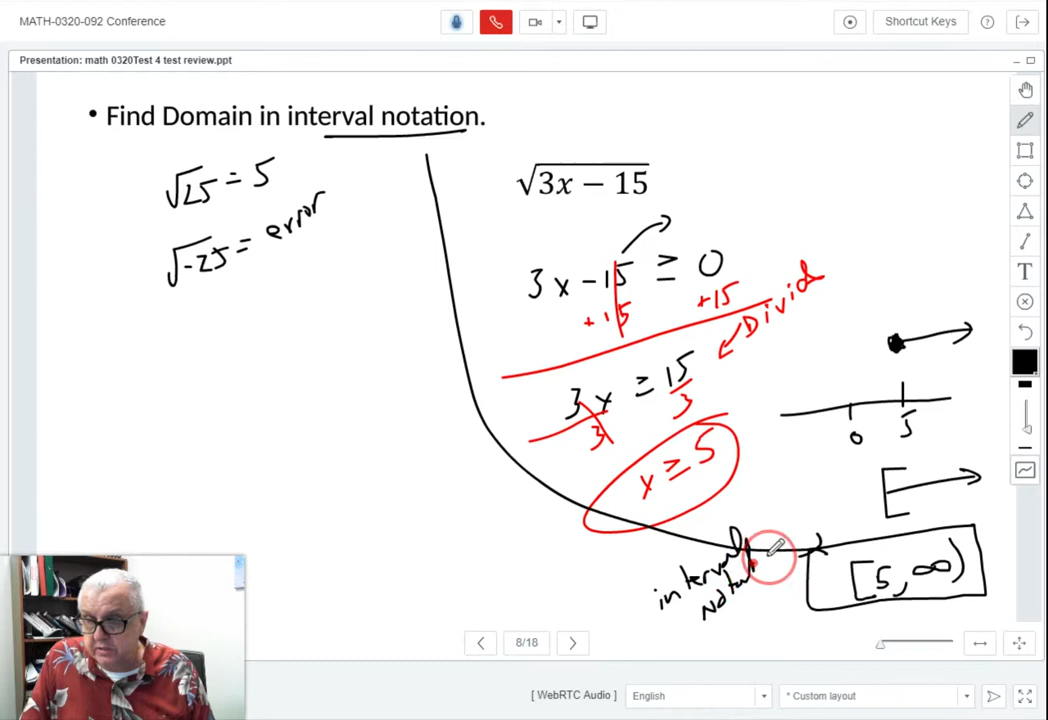 MATH-0320-092 Conference
Shortcut Keys
Presentation: math 0320Test 4 test review.ppt
• Find Domain in interval notation.
√25 = 5
√-25 = error
√3x − 15
3x - 15 ≥ 0
+15 +15
Divide
3x ≥ 15
3 3
x ≥ 5
0 5
[
interval
[5, ∞)
T
8/18
[ WebRTC Audio ]
English
* Custom layout